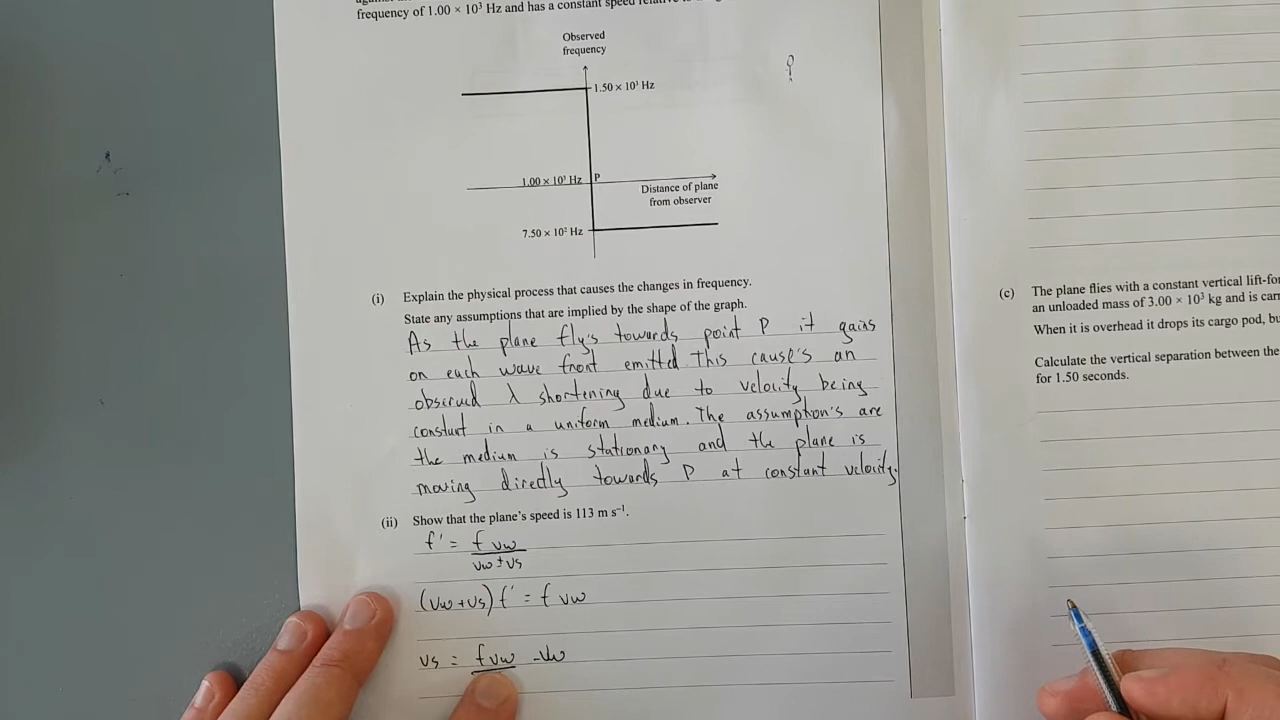 frequency of 1.00 × 10³ Hz and has a constant speed
Observed
frequency
1.50 × 10³ Hz
1.00 × 10³ Hz
P
Distance of plane
from observer
7.50 × 10² Hz
(i) Explain the physical process that causes the changes in frequency.
State any assumptions that are implied by the shape of the graph.
As the plane fly's towards point P it gains
on each wave front emitted. This cause's an
observed λ shortening due to velocity being
constant in a uniform medium. The assumption's are
the medium is stationary and the plane is
moving directly towards P at constant velocity.
(ii) Show that the plane's speed is 113 m s⁻¹.
f' = f vw
vw ± vs
(vw + vs) f' = f vw
vs = f vw - vw
(c) The plane flies with a constant vertical
an unloaded mass of 3.00 × 10³ kg and is
When it is overhead it drops its cargo pod,
Calculate the vertical separation between the
for 1.50 seconds.